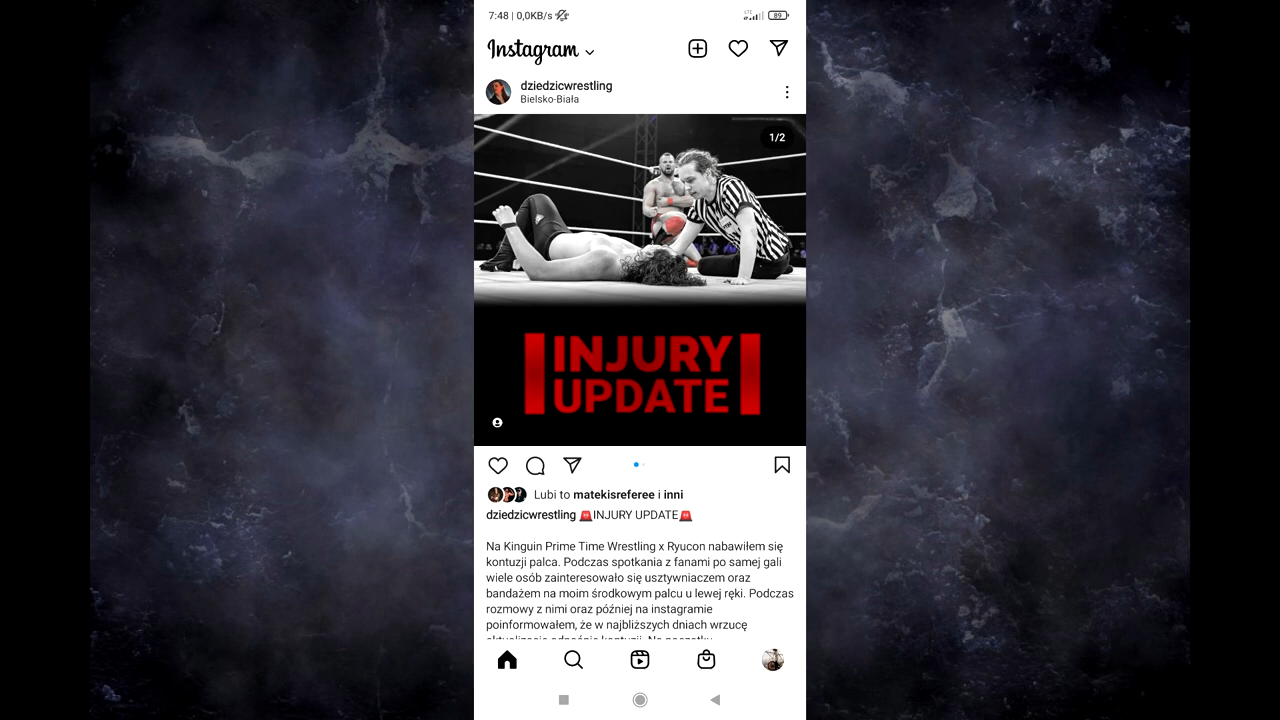 7:48 | 0,0KB/s
LTE
89
Instagram
dziedzicwrestling
Bielsko-Biała
1/2
INJURY
UPDATE
Lubi to matekisreferee i inni
dziedzicwrestling 🚨INJURY UPDATE🚨
Na Kinguin Prime Time Wrestling x Ryucon nabawiłem się
kontuzji palca. Podczas spotkania z fanami po samej gali
wiele osób zainteresowało się usztywniaczem oraz
bandażem na moim środkowym palcu u lewej ręki. Podczas
rozmowy z nimi oraz później na instagramie
poinformowałem, że w najbliższych dniach wrzucę